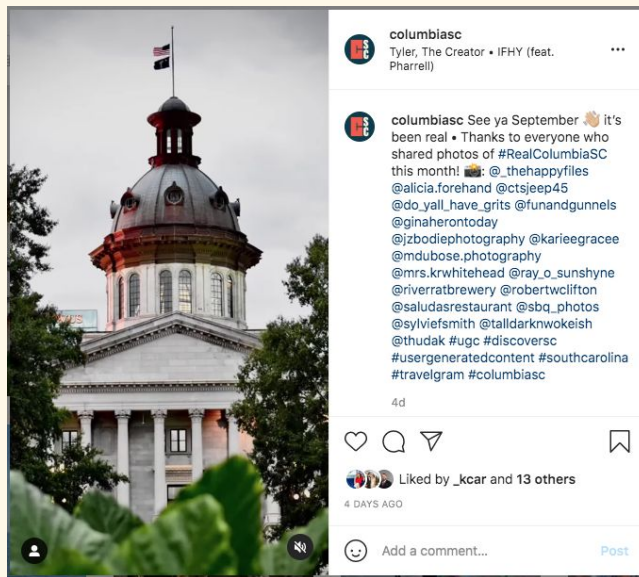 columbiasc
Tyler, The Creator • IFHY (feat.
Pharrell)
columbiasc See ya September 👋🏼 it's
been real • Thanks to everyone who
shared photos of #RealColumbiaSC
this month! 📸: @_thehappyfiles
@alicia.forehand @ctsjeep45
@do_yall_have_grits @funandgunnels
@ginaherontoday
@jzbodiephotography @karieegracee
@mdubose.photography
@mrs.krwhitehead @ray_o_sunshyne
@riverratbrewery @robertwclifton
@saludasrestaurant @sbq_photos
@sylviefsmith @talldarknwokeish
@thudak #ugc #discoversc
#usergeneratedcontent #southcarolina
#travelgram #columbiasc
4d
Liked by _kcar and 13 others
4 DAYS AGO
Add a comment...
Post